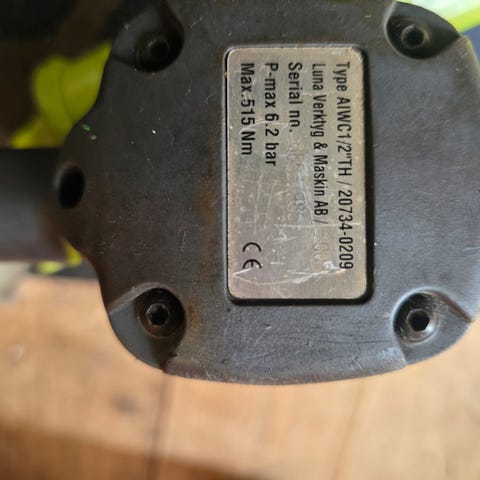 Type AIWC1/2"TH / 20734-0209
Luna Verktyg & Maskin AB /
Serial no.
P-max 6.2 bar
Max.515 Nm
CE